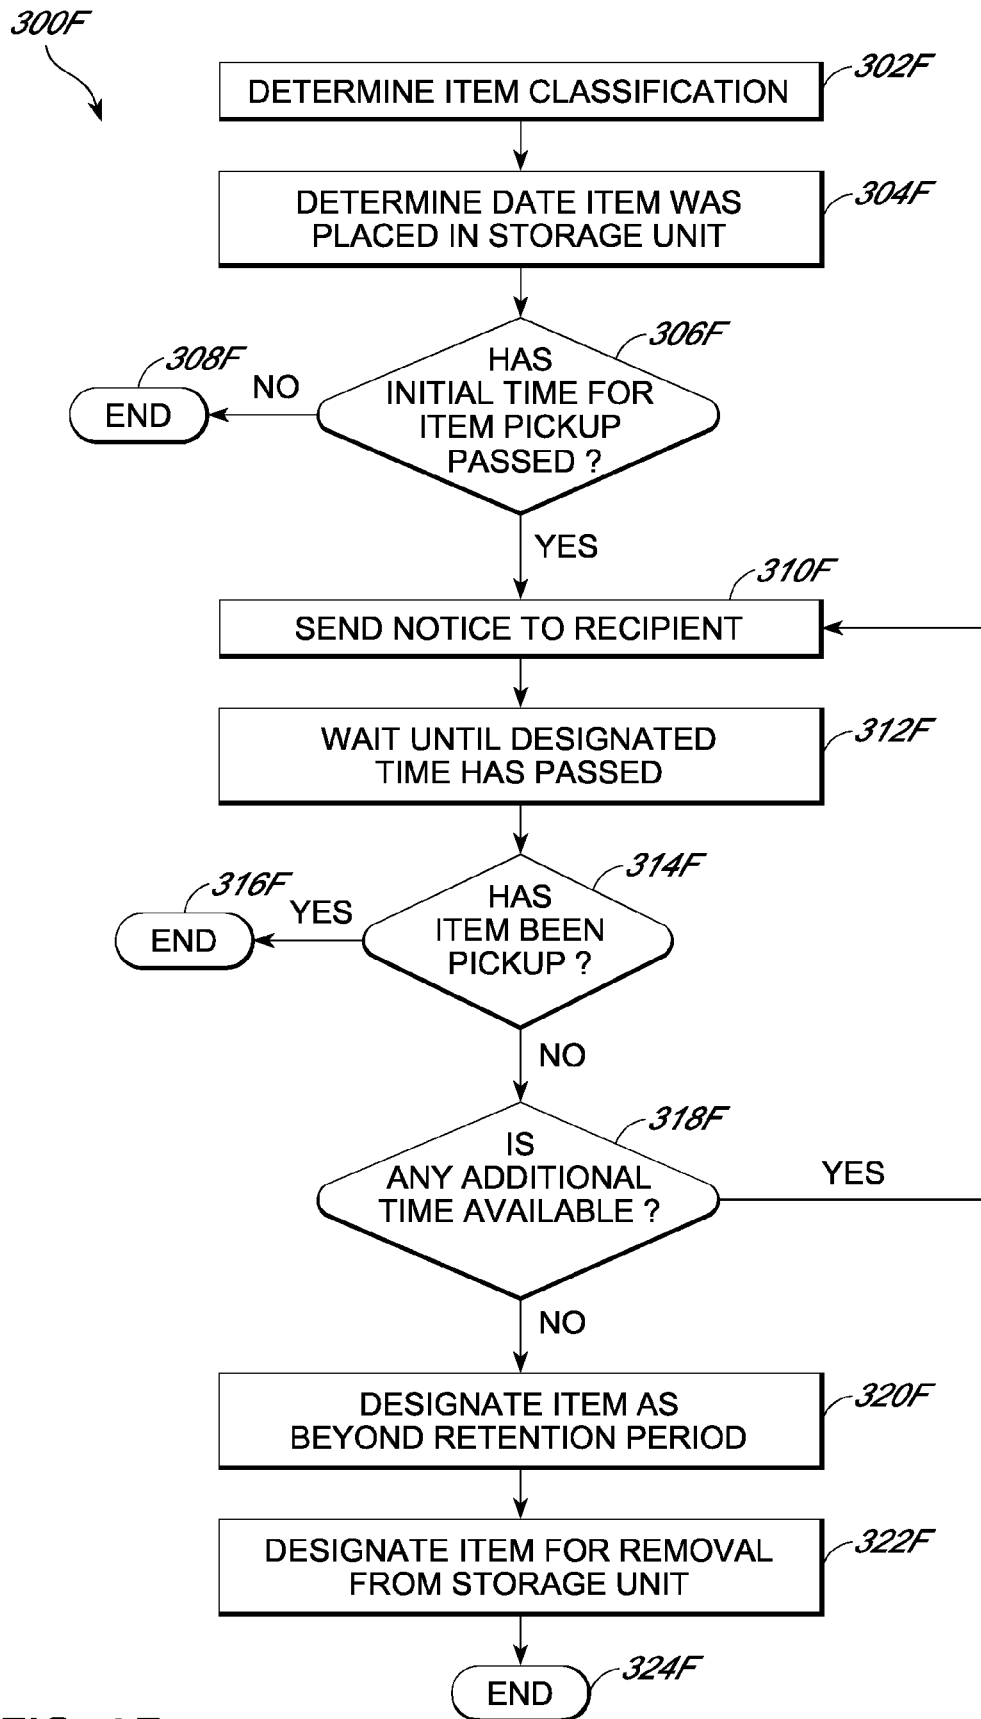 300F
DETERMINE ITEM CLASSIFICATION
302F
DETERMINE DATE ITEM WAS
PLACED IN STORAGE UNIT
304F
HAS
INITIAL TIME FOR
ITEM PICKUP
PASSED ?
306F
NO
308F
END
YES
310F
SEND NOTICE TO RECIPIENT
WAIT UNTIL DESIGNATED
TIME HAS PASSED
312F
HAS
ITEM BEEN
PICKUP ?
314F
YES
316F
END
NO
IS
ANY ADDITIONAL
TIME AVAILABLE ?
318F
YES
NO
DESIGNATE ITEM AS
BEYOND RETENTION PERIOD
320F
DESIGNATE ITEM FOR REMOVAL
FROM STORAGE UNIT
322F
END
324F